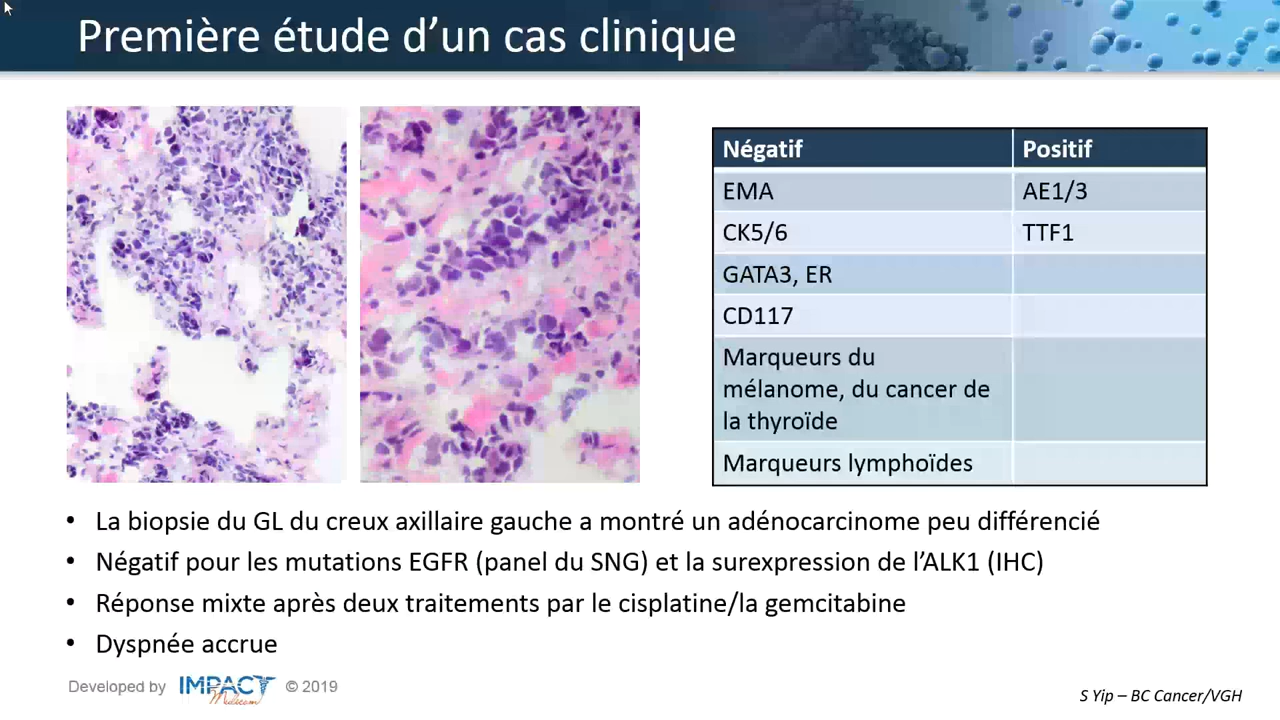 Première étude d’un cas clinique
Négatif Positif
EMA AE1/3
CK5/6 TTF1
GATA3, ER
CD117
Marqueurs du
mélanome, du cancer de
la thyroïde
Marqueurs lymphoïdes
• La biopsie du GL du creux axillaire gauche a montré un adénocarcinome peu différencié
• Négatif pour les mutations EGFR (panel du SNG) et la surexpression de l’ALK1 (IHC)
• Réponse mixte après deux traitements par le cisplatine/la gemcitabine
• Dyspnée accrue
Developed by IMPACT Medicom © 2019
S Yip – BC Cancer/VGH